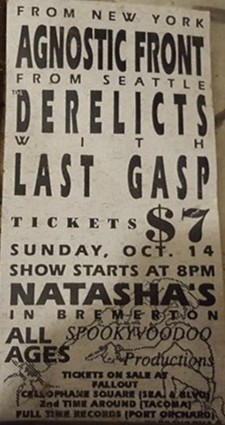 FROM NEW YORK
AGNOSTIC FRONT
FROM SEATTLE
THE DERELICTS
WITH
LAST GASP
TICKETS $7
SUNDAY, OCT. 14
SHOW STARTS AT 8PM
NATASHA'S
IN BREMERTON
ALL AGES
SPOOKWOODOO
Productions
TICKETS ON SALE AT
FALLOUT
CELLOPHANE SQUARE (SEA. & BLVU)
2nd TIME AROUND (TACOMA)
FULL TIME RECORDS (PORT ORCHARD)